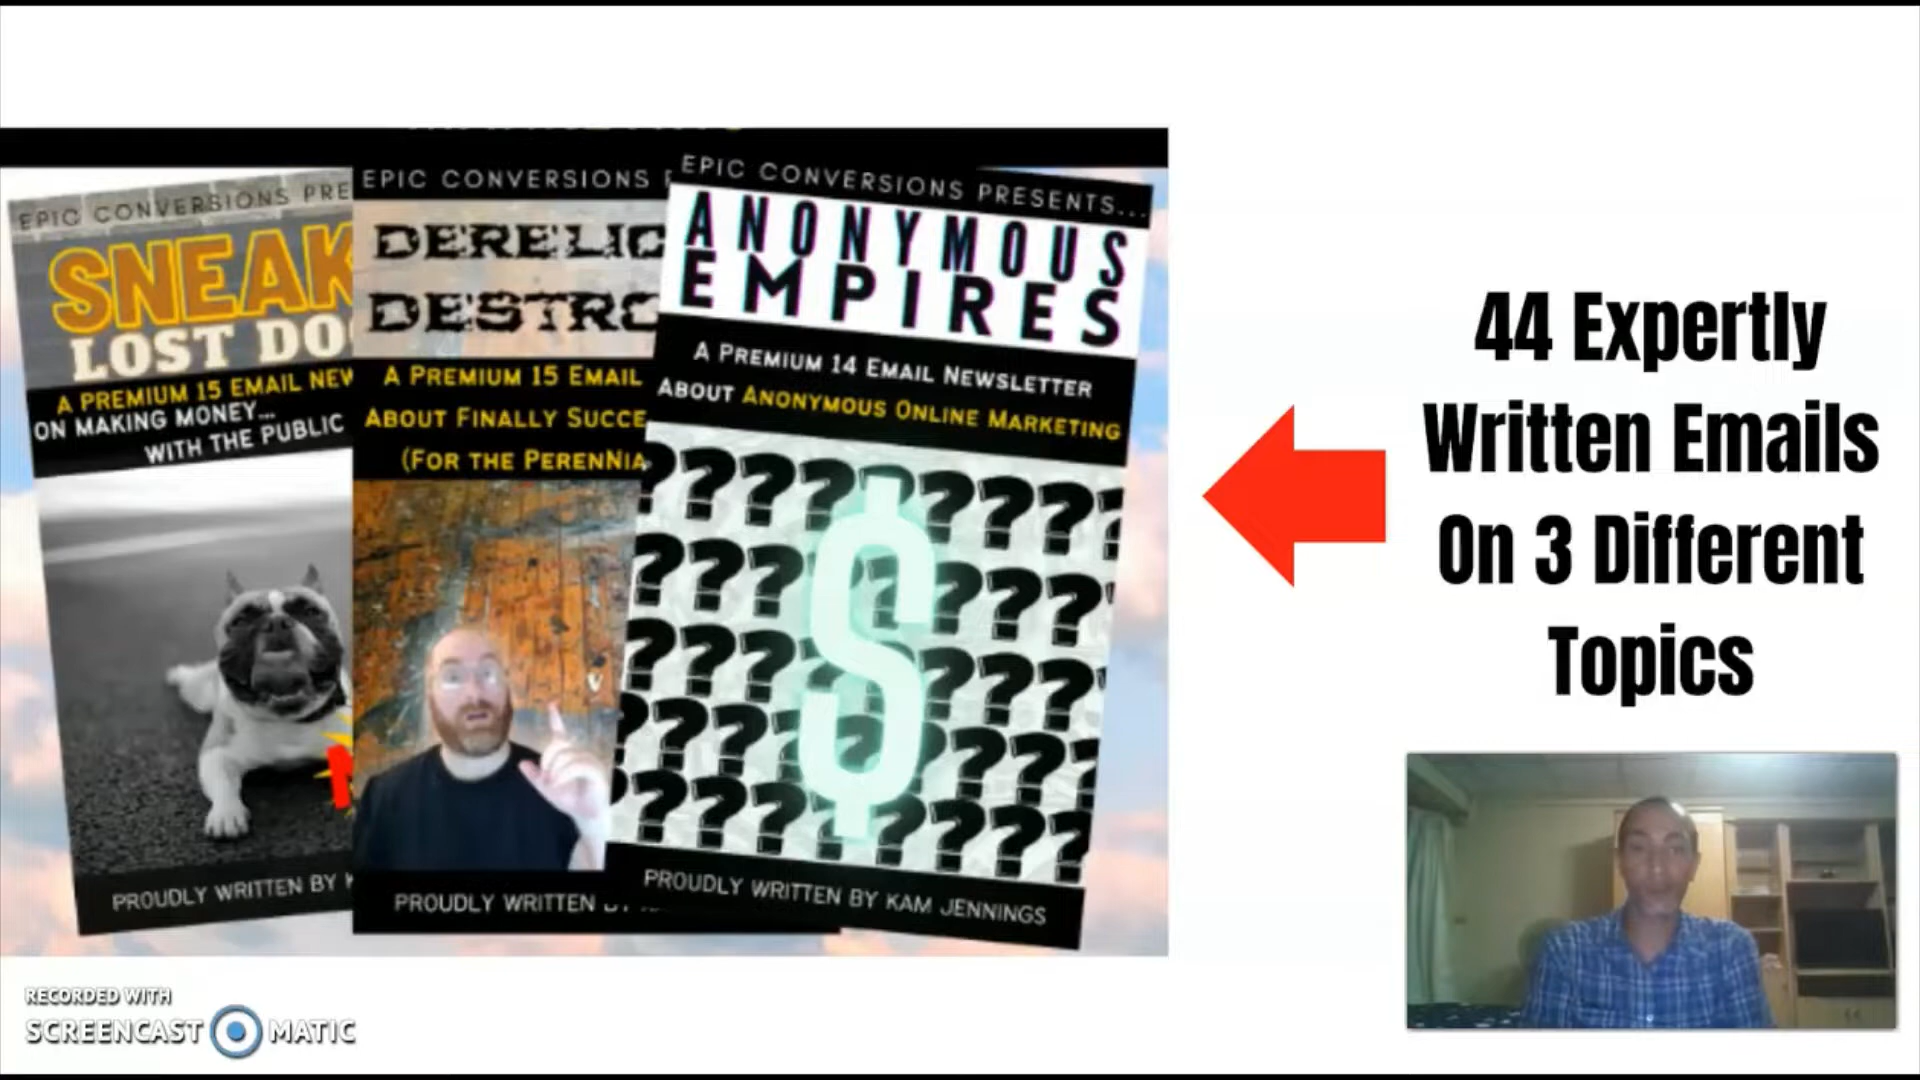 EPIC CONVERSIONS PRE
SNEAK
LOST DO
A PREMIUM 15 EMAIL NEW
ON MAKING MONEY...
WITH THE PUBLIC
PROUDLY WRITTEN BY K
EPIC CONVERSIONS P
DERELIC
DESTRO
A PREMIUM 15 EMAIL
ABOUT FINALLY SUCCE
(FOR THE PERENNIA
PROUDLY WRITTEN
EPIC CONVERSIONS PRESENTS...
ANONYMOUS
EMPIRES
A PREMIUM 14 EMAIL NEWSLETTER
ABOUT ANONYMOUS ONLINE MARKETING
$
PROUDLY WRITTEN BY KAM JENNINGS
44 Expertly
Written Emails
On 3 Different
Topics
RECORDED WITH
SCREENCAST MATIC